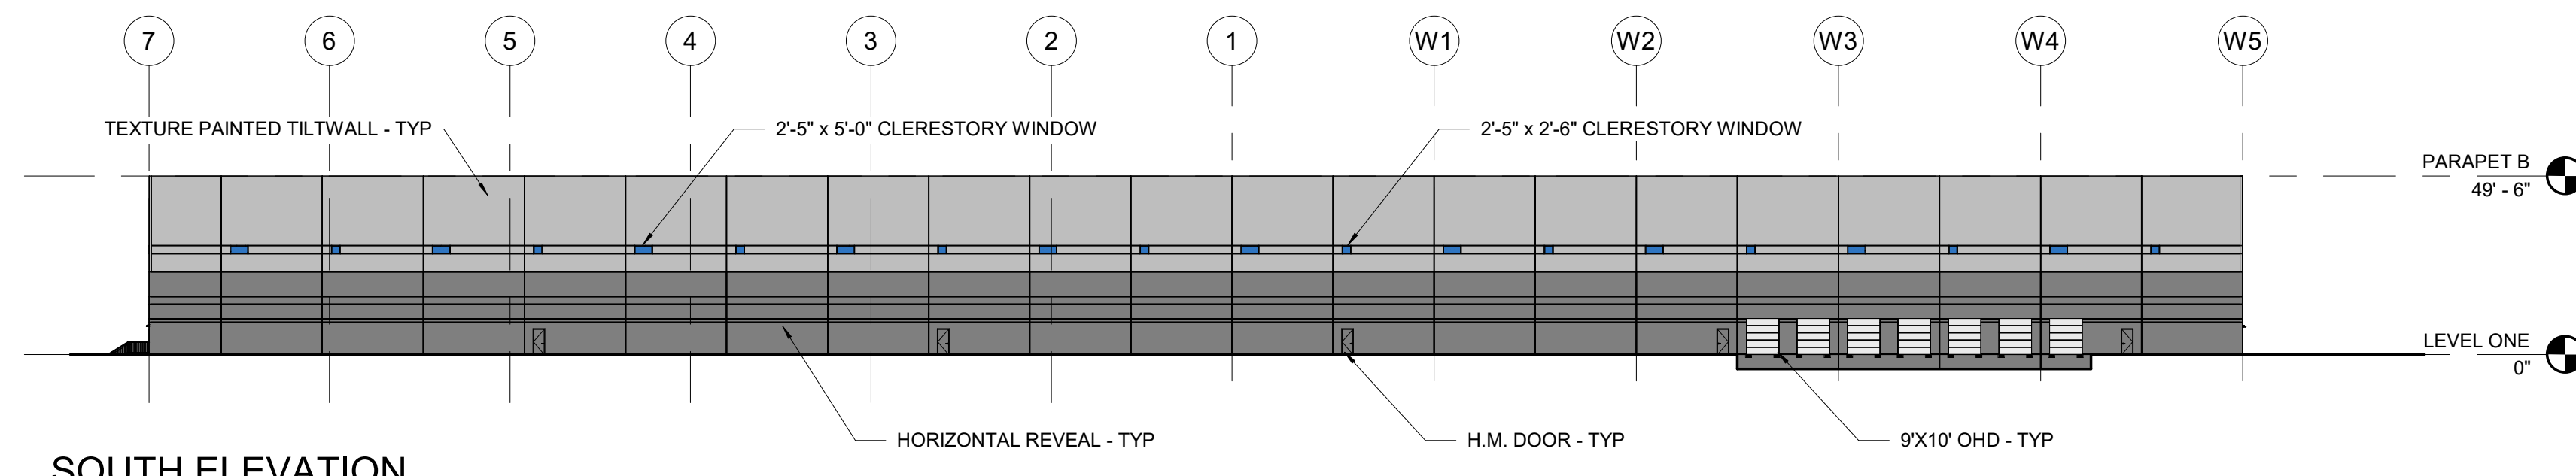 7 6 5 4 3 2 1 W1 W2 W3 W4 W5
TEXTURE PAINTED TILTWALL - TYP
2'-5" x 5'-0" CLERESTORY WINDOW
2'-5" x 2'-6" CLERESTORY WINDOW
PARAPET B
49' - 6"
LEVEL ONE
0"
HORIZONTAL REVEAL - TYP
H.M. DOOR - TYP
9'X10' OHD - TYP
SOUTH ELEVATION